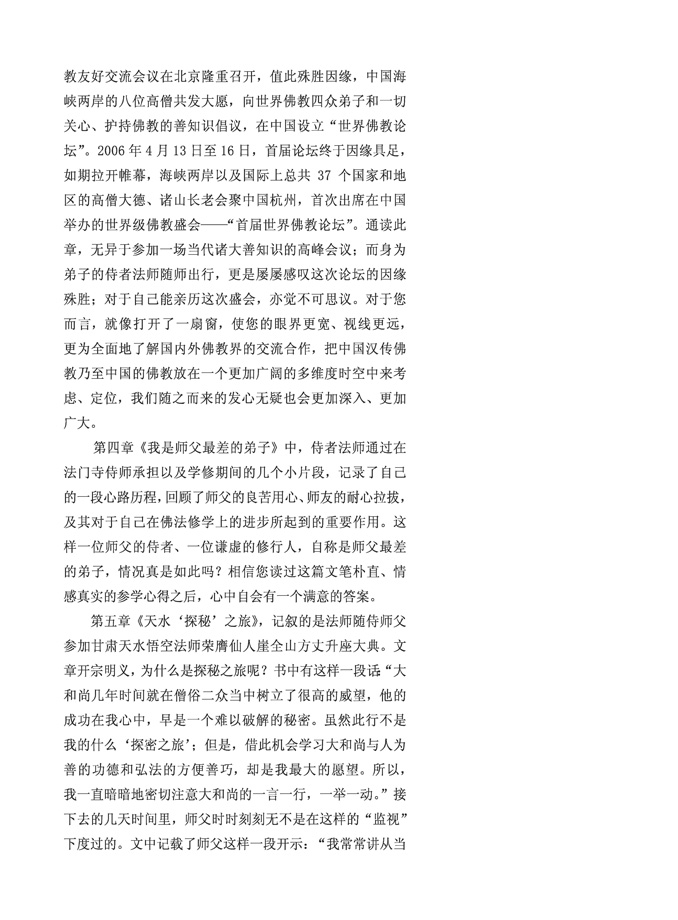 教友好交流会议在北京隆重召开，值此殊胜因缘，中国海
峡两岸的八位高僧共发大愿，向世界佛教四众弟子和一切
关心、护持佛教的善知识倡议，在中国设立“世界佛教论
坛”。2006 年 4 月 13 日至 16 日，首届论坛终于因缘具足，
如期拉开帷幕，海峡两岸以及国际上总共 37 个国家和地
区的高僧大德、诸山长老会聚中国杭州，首次出席在中国
举办的世界级佛教盛会——“首届世界佛教论坛”。通读此
章，无异于参加一场当代诸大善知识的高峰会议；而身为
弟子的侍者法师随师出行，更是屡屡感叹这次论坛的因缘
殊胜；对于自己能亲历这次盛会，亦觉不可思议。对于您
而言，就像打开了一扇窗，使您的眼界更宽、视线更远，
更为全面地了解国内外佛教界的交流合作，把中国汉传佛
教乃至中国的佛教放在一个更加广阔的多维度时空中来考
虑、定位，我们随之而来的发心无疑也会更加深入、更加
广大。
第四章《我是师父最差的弟子》中，侍者法师通过在
法门寺侍师承担以及学修期间的几个小片段，记录了自己
的一段心路历程，回顾了师父的良苦用心、师友的耐心拉拔，
及其对于自己在佛法修学上的进步所起到的重要作用。这
样一位师父的侍者、一位谦虚的修行人，自称是师父最差
的弟子，情况真是如此吗？相信您读过这篇文笔朴直、情
感真实的参学心得之后，心中自会有一个满意的答案。
第五章《天水‘探秘’之旅》，记叙的是法师随侍师父
参加甘肃天水悟空法师荣膺仙人崖全山方丈升座大典。文
章开宗明义，为什么是探秘之旅呢？书中有这样一段话：“大
和尚几年时间就在僧俗二众当中树立了很高的威望，他的
成功在我心中，早是一个难以破解的秘密。虽然此行不是
我的什么‘探密之旅’；但是，借此机会学习大和尚与人为
善的功德和弘法的方便善巧，却是我最大的愿望。所以，
我一直暗暗地密切注意大和尚的一言一行，一举一动。”接
下去的几天时间里，师父时时刻刻无不是在这样的“监视”
下度过的。文中记载了师父这样一段开示：“我常常讲从当